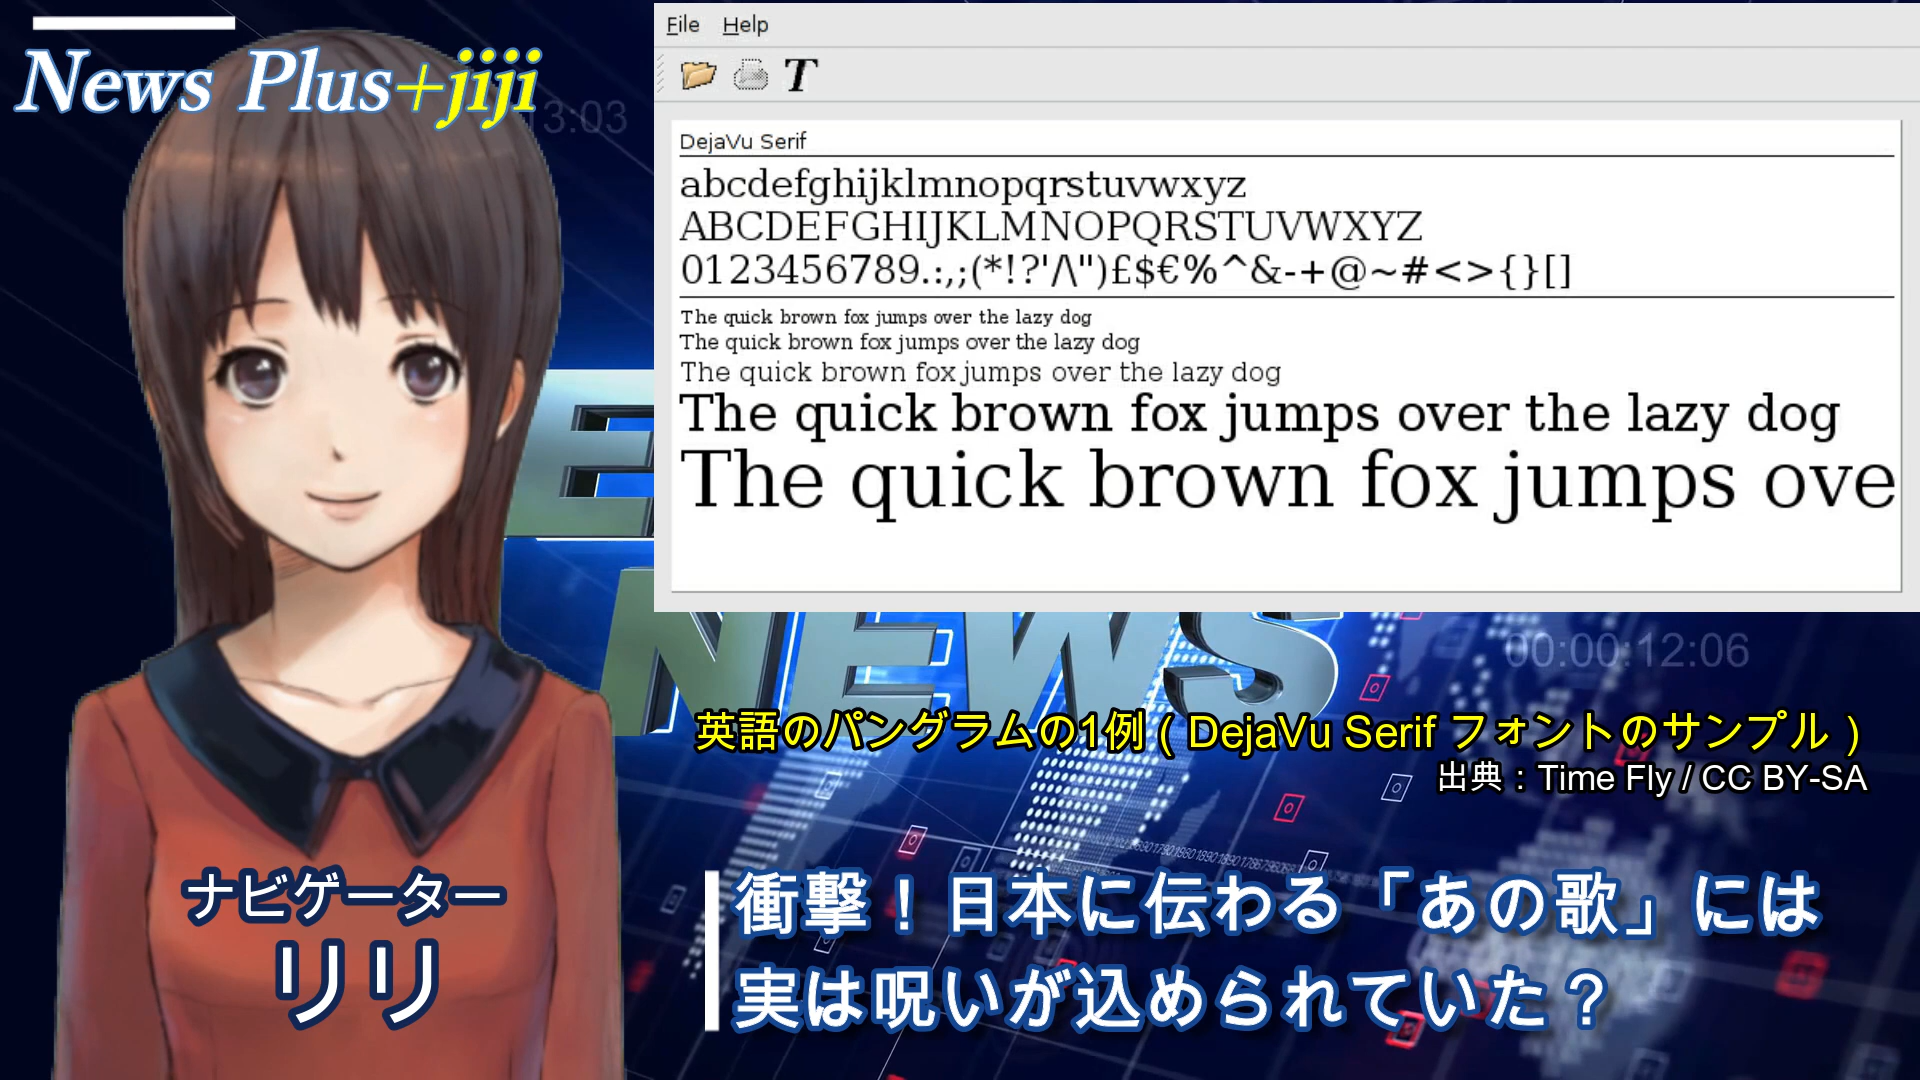 News Plus+jiji
3:03
File Help
T
DejaVu Serif
abcdefghijklmnopqrstuvwxyz
ABCDEFGHIJKLMNOPQRSTUVWXYZ
0123456789.:,;(*!?'/\")£$€%^&-+@~#<>{}[]
The quick brown fox jumps over the lazy dog
The quick brown fox jumps over the lazy dog
The quick brown fox jumps over the lazy dog
The quick brown fox jumps over the lazy dog
The quick brown fox jumps ove
NEWS
00:00:12:06
英語のパングラムの1例（DejaVu Serif フォントのサンプル）
出典：Time Fly / CC BY-SA
ナビゲーター
リリ
衝撃！日本に伝わる「あの歌」には
実は呪いが込められていた？